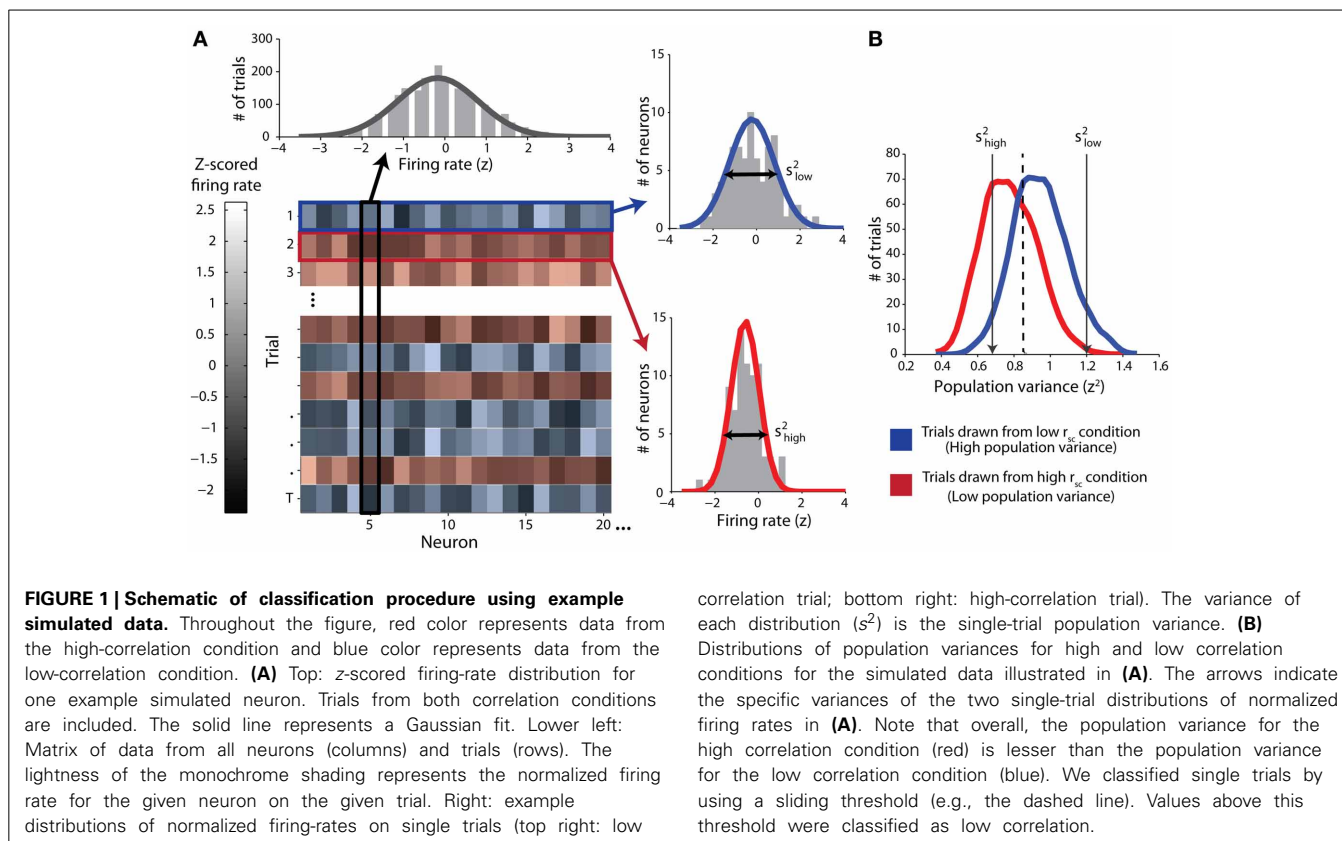 A
300
200
100
0
# of trials
−4 −3 −2 −1 0 1 2 3 4
Firing rate (z)
Z-scored
firing rate
2
1.5
1
0.5
0
−0.5
−1
−1.5
−2
Trial
1
2
3
...
.
.
.
T
5 10 15 20 ...
Neuron
15
10
5
0
# of neurons
s²low
−4 −2 0 2 4
15
10
5
0
# of neurons
s²high
−4 −2 0 2 4
Firing rate (z)
B
s²high
s²low
80
70
60
50
40
30
20
10
0
# of trials
0.2 0.4 0.6 0.8 1 1.2 1.4 1.6
Population variance (z²)
Trials drawn from low rsc condition
(High population variance)
Trials drawn from high rsc condition
(Low population variance)
FIGURE 1 | Schematic of classification procedure using example
simulated data. Throughout the figure, red color represents data from
the high-correlation condition and blue color represents data from the
low-correlation condition. (A) Top: z-scored firing-rate distribution for
one example simulated neuron. Trials from both correlation conditions
are included. The solid line represents a Gaussian fit. Lower left:
Matrix of data from all neurons (columns) and trials (rows). The
lightness of the monochrome shading represents the normalized firing
rate for the given neuron on the given trial. Right: example
distributions of normalized firing-rates on single trials (top right: low
correlation trial; bottom right: high-correlation trial). The variance of
each distribution (s²) is the single-trial population variance. (B)
Distributions of population variances for high and low correlation
conditions for the simulated data illustrated in (A). The arrows indicate
the specific variances of the two single-trial distributions of normalized
firing rates in (A). Note that overall, the population variance for the
high correlation condition (red) is lesser than the population variance
for the low correlation condition (blue). We classified single trials by
using a sliding threshold (e.g., the dashed line). Values above this
threshold were classified as low correlation.